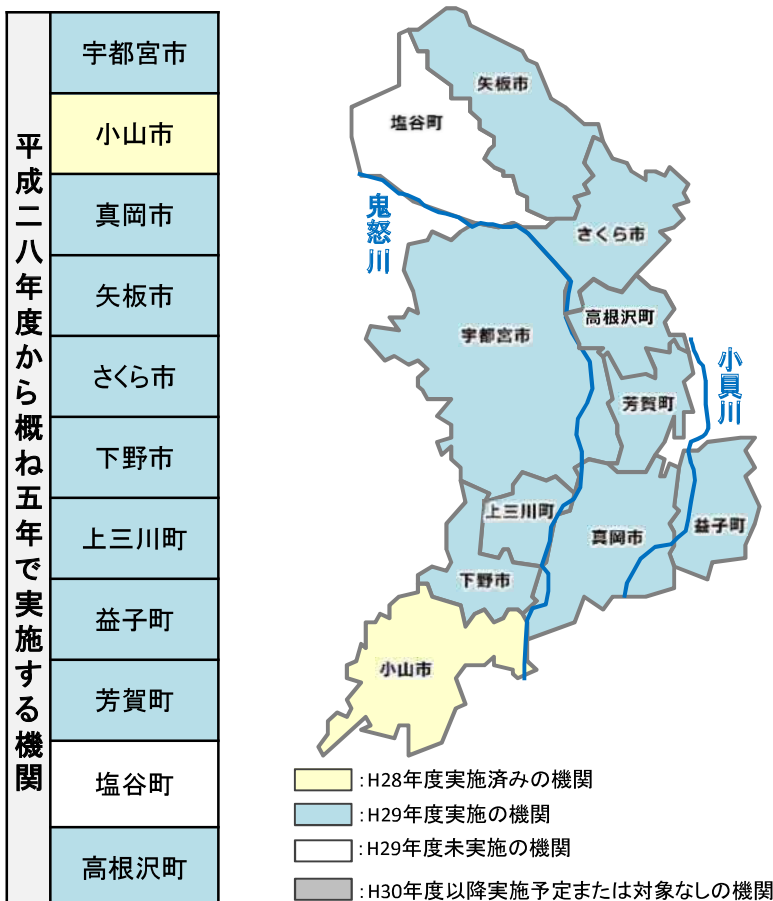 平成二八年度から概ね五年で実施する機関
宇都宮市
小山市
真岡市
矢板市
さくら市
下野市
上三川町
益子町
芳賀町
塩谷町
高根沢町
矢板市
塩谷町
鬼怒川
さくら市
高根沢町
宇都宮市
小貝川
芳賀町
上三川町
真岡市
益子町
下野市
小山市
:H28年度実施済みの機関
:H29年度実施の機関
:H29年度未実施の機関
:H30年度以降実施予定または対象なしの機関